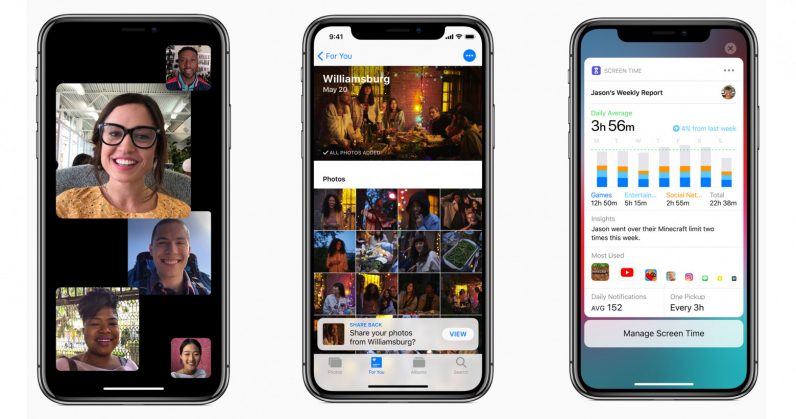 9:41
For You
Williamsburg
May 20
ALL PHOTOS ADDED
Photos
SHARE BACK
Share your photos
from Williamsburg?
VIEW
Photos
For You
Albums
Search
SCREEN TIME
Jason's Weekly Report
Daily Average
3h 56m
4% from last week
M T W T F S S
Games Entertain... Social Net... Total
12h 50m 5h 15m 2h 55m 22h 38m
Insights
Jason went over their Minecraft limit two
times this week.
Most Used
Daily Notifications One Pickup
AVG 152 Every 3h
Manage Screen Time